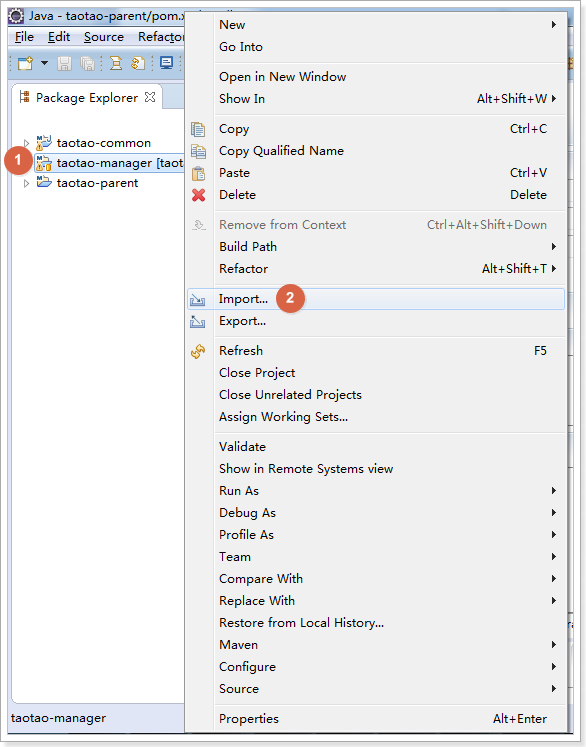 Java - taotao-parent/pom.x
File Edit Source Refactor
Package Explorer
taotao-common
1
taotao-manager [taot
taotao-parent
New
Go Into
Open in New Window
Show In Alt+Shift+W
Copy Ctrl+C
Copy Qualified Name
Paste Ctrl+V
Delete Delete
Remove from Context Ctrl+Alt+Shift+Down
Build Path
Refactor Alt+Shift+T
Import... 2
Export...
Refresh F5
Close Project
Close Unrelated Projects
Assign Working Sets...
Validate
Show in Remote Systems view
Run As
Debug As
Profile As
Team
Compare With
Replace With
Restore from Local History...
Maven
Configure
Source
Properties Alt+Enter
taotao-manager